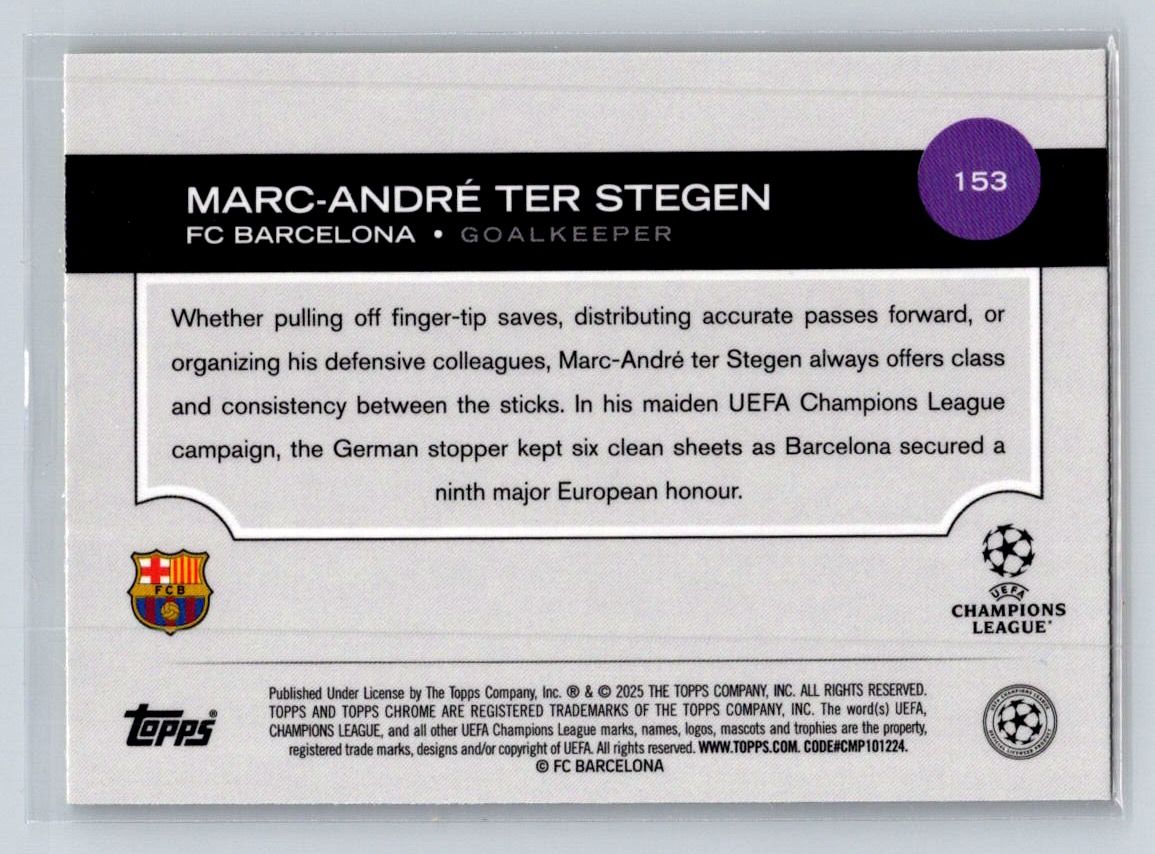 153
MARC-ANDRÉ TER STEGEN
FC BARCELONA • GOALKEEPER
Whether pulling off finger-tip saves, distributing accurate passes forward, or
organizing his defensive colleagues, Marc-André ter Stegen always offers class
and consistency between the sticks. In his maiden UEFA Champions League
campaign, the German stopper kept six clean sheets as Barcelona secured a
ninth major European honour.
FCB
UEFA
CHAMPIONS
LEAGUE
topps®
Published Under License by The Topps Company, Inc. ® & © 2025 THE TOPPS COMPANY, INC. ALL RIGHTS RESERVED.
TOPPS AND TOPPS CHROME ARE REGISTERED TRADEMARKS OF THE TOPPS COMPANY, INC. The word(s) UEFA,
CHAMPIONS LEAGUE, and all other UEFA Champions League marks, names, logos, mascots and trophies are the property,
registered trade marks, designs and/or copyright of UEFA. All rights reserved. WWW.TOPPS.COM. CODE#CMP101224.
© FC BARCELONA
UEFA CHAMPIONS LEAGUE
OFFICIAL LICENSED PRODUCT